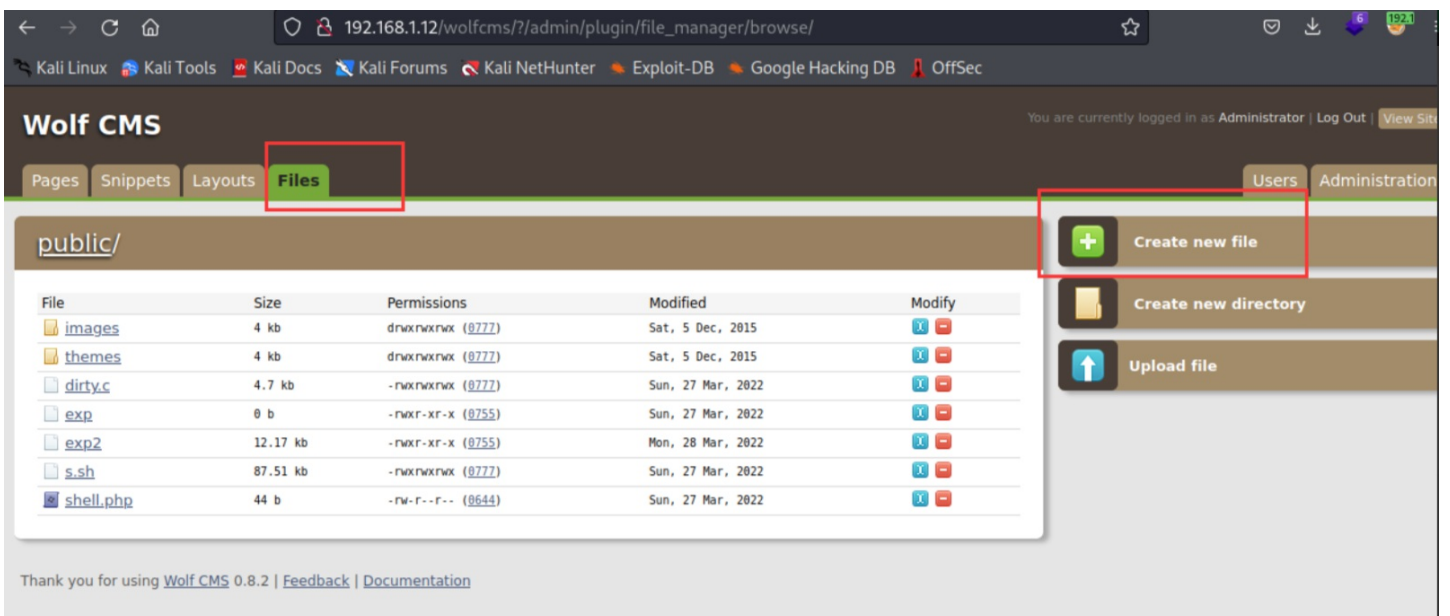 192.168.1.12/wolfcms/?/admin/plugin/file_manager/browse/
6
192.1
Kali Linux Kali Tools Kali Docs Kali Forums Kali NetHunter Exploit-DB Google Hacking DB OffSec
Wolf CMS
You are currently logged in as Administrator | Log Out | View Site
Pages Snippets Layouts Files Users Administration
public/
Create new file
File Size Permissions Modified Modify
images 4 kb drwxrwxrwx (0777) Sat, 5 Dec, 2015
Create new directory
themes 4 kb drwxrwxrwx (0777) Sat, 5 Dec, 2015
dirty.c 4.7 kb -rwxrwxrwx (0777) Sun, 27 Mar, 2022
Upload file
exp 0 b -rwxr-xr-x (0755) Sun, 27 Mar, 2022
exp2 12.17 kb -rwxr-xr-x (0755) Mon, 28 Mar, 2022
s.sh 87.51 kb -rwxrwxrwx (0777) Sun, 27 Mar, 2022
shell.php 44 b -rw-r--r-- (0644) Sun, 27 Mar, 2022
Thank you for using Wolf CMS 0.8.2 | Feedback | Documentation